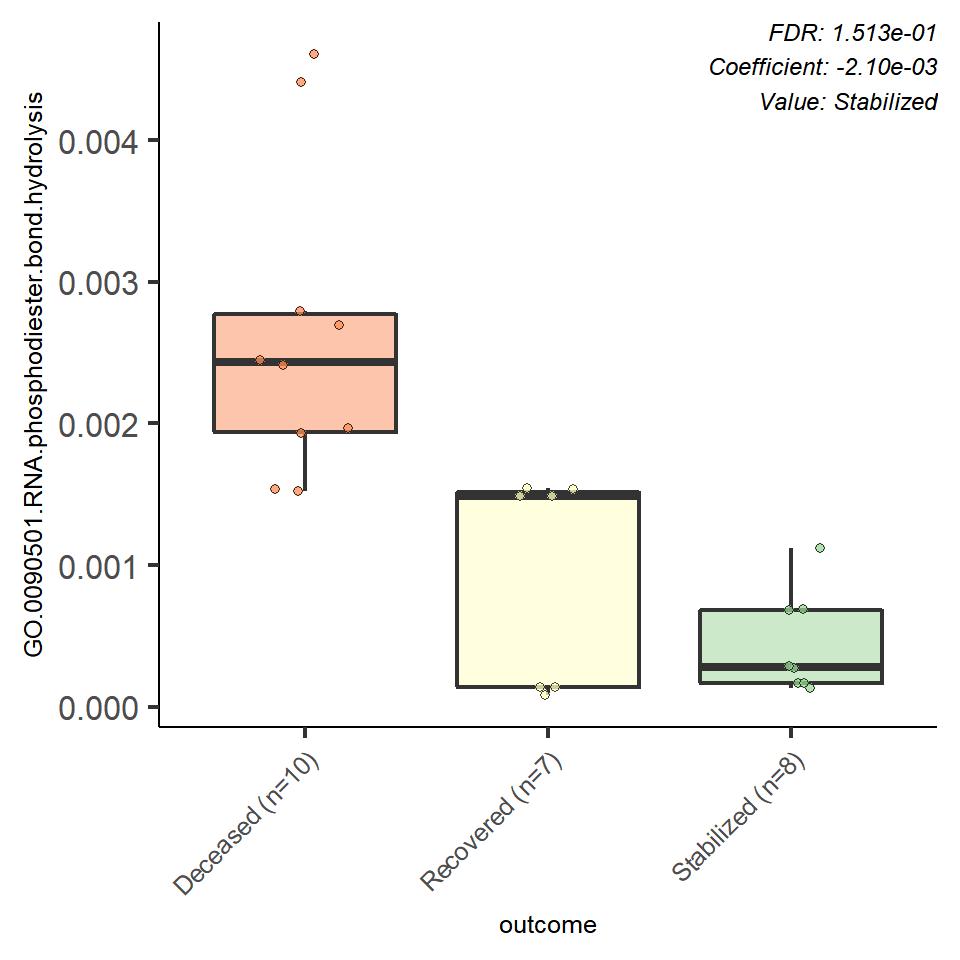 FDR: 1.513e-01
Coefficient: -2.10e-03
Value: Stabilized
GO.0090501.RNA.phosphodiester.bond.hydrolysis
0.004
0.003
0.002
0.001
0.000
Deceased (n=10)
Recovered (n=7)
Stabilized (n=8)
outcome